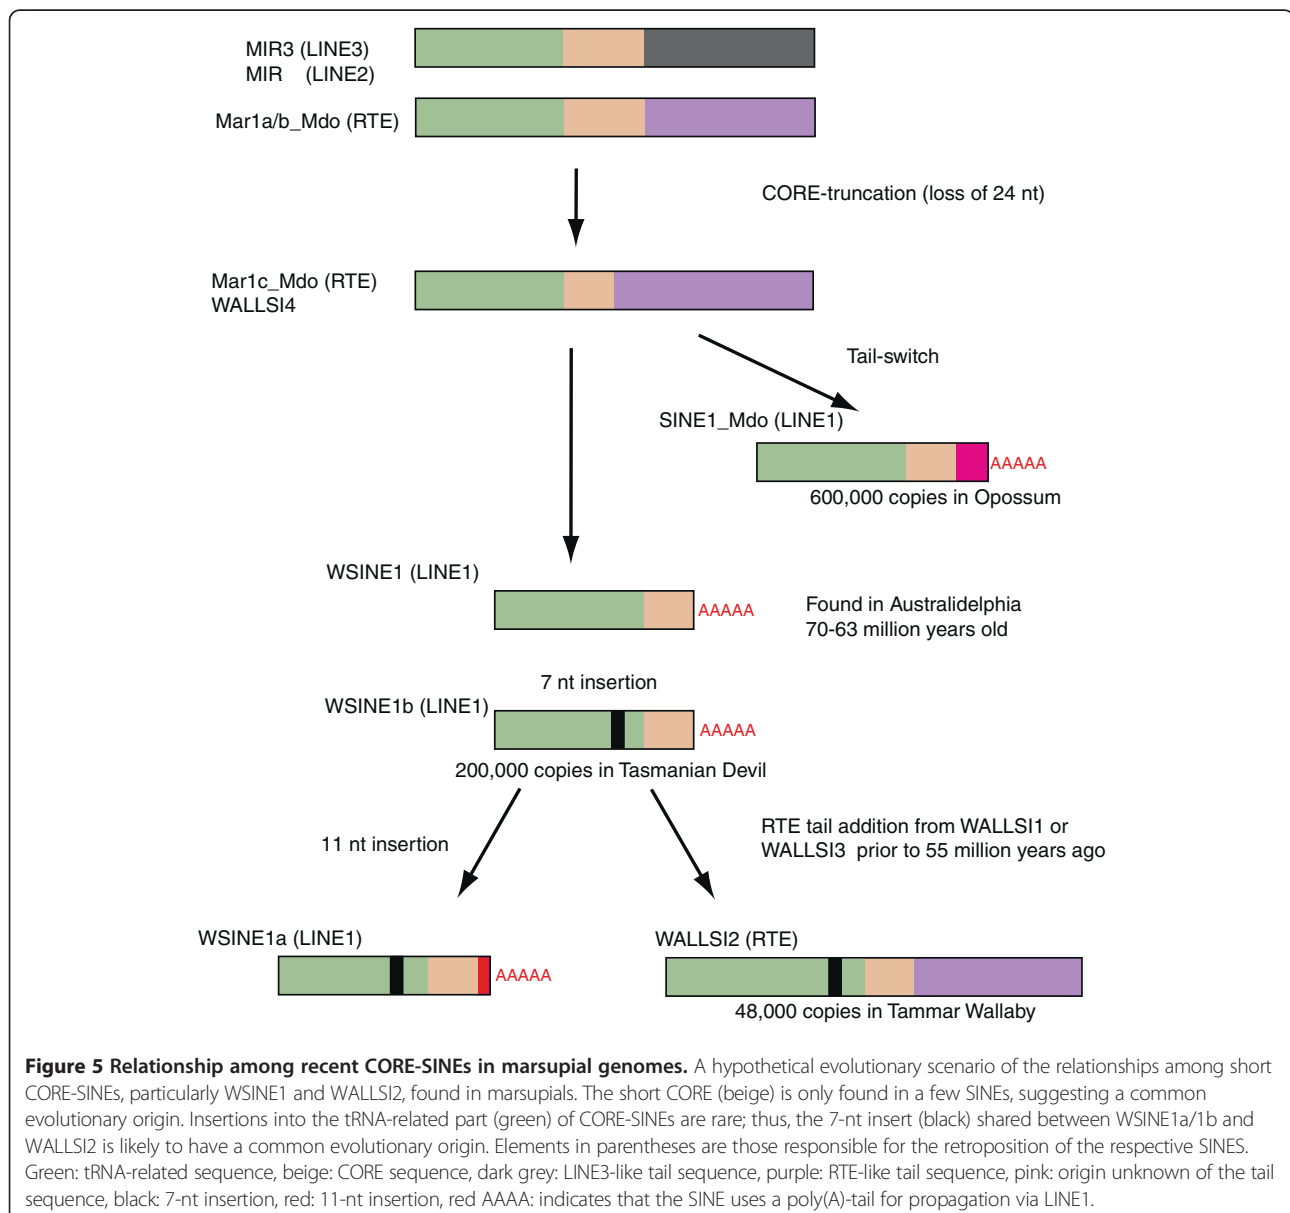 MIR3 (LINE3)
MIR (LINE2)
Mar1a/b_Mdo (RTE)
CORE-truncation (loss of 24 nt)
Mar1c_Mdo (RTE)
WALLSI4
Tail-switch
SINE1_Mdo (LINE1)
AAAAA
600,000 copies in Opossum
WSINE1 (LINE1)
AAAAA
Found in Australidelphia
70-63 million years old
7 nt insertion
WSINE1b (LINE1)
AAAAA
200,000 copies in Tasmanian Devil
11 nt insertion
RTE tail addition from WALLSI1 or
WALLSI3 prior to 55 million years ago
WSINE1a (LINE1)
AAAAA
WALLSI2 (RTE)
48,000 copies in Tammar Wallaby
Figure 5 Relationship among recent CORE-SINEs in marsupial genomes. A hypothetical evolutionary scenario of the relationships among short
CORE-SINEs, particularly WSINE1 and WALLSI2, found in marsupials. The short CORE (beige) is only found in a few SINEs, suggesting a common
evolutionary origin. Insertions into the tRNA-related part (green) of CORE-SINEs are rare; thus, the 7-nt insert (black) shared between WSINE1a/1b and
WALLSI2 is likely to have a common evolutionary origin. Elements in parentheses are those responsible for the retroposition of the respective SINES.
Green: tRNA-related sequence, beige: CORE sequence, dark grey: LINE3-like tail sequence, purple: RTE-like tail sequence, pink: origin unknown of the tail
sequence, black: 7-nt insertion, red: 11-nt insertion, red AAAA: indicates that the SINE uses a poly(A)-tail for propagation via LINE1.